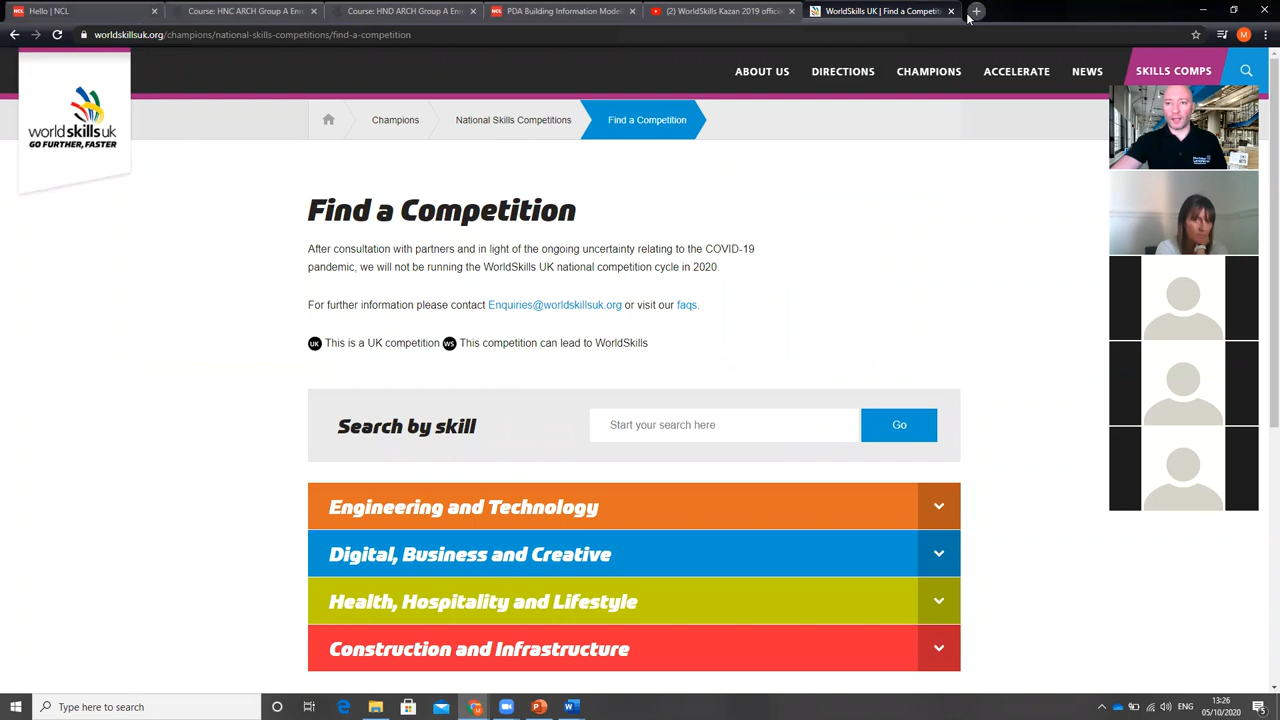 Hello | NCL
Course: HNC ARCH Group A Enr
Course: HND ARCH Group A Enr
PDA Building Information Model
(2) WorldSkills Kazan 2019 officia
WorldSkills UK | Find a Competiti
worldskillsuk.org/champions/national-skills-competitions/find-a-competition
M
ABOUT US
DIRECTIONS
CHAMPIONS
ACCELERATE
NEWS
SKILLS COMPS
worldskillsuk
GO FURTHER, FASTER
Champions
National Skills Competitions
Find a Competition
Find a Competition
After consultation with partners and in light of the ongoing uncertainty relating to the COVID-19
pandemic, we will not be running the WorldSkills UK national competition cycle in 2020.
For further information please contact Enquiries@worldskillsuk.org or visit our faqs.
UK This is a UK competition WS This competition can lead to WorldSkills
Search by skill
Start your search here
Go
Engineering and Technology
Digital, Business and Creative
Health, Hospitality and Lifestyle
Construction and Infrastructure
Type here to search
ENG
13:26
05/10/2020